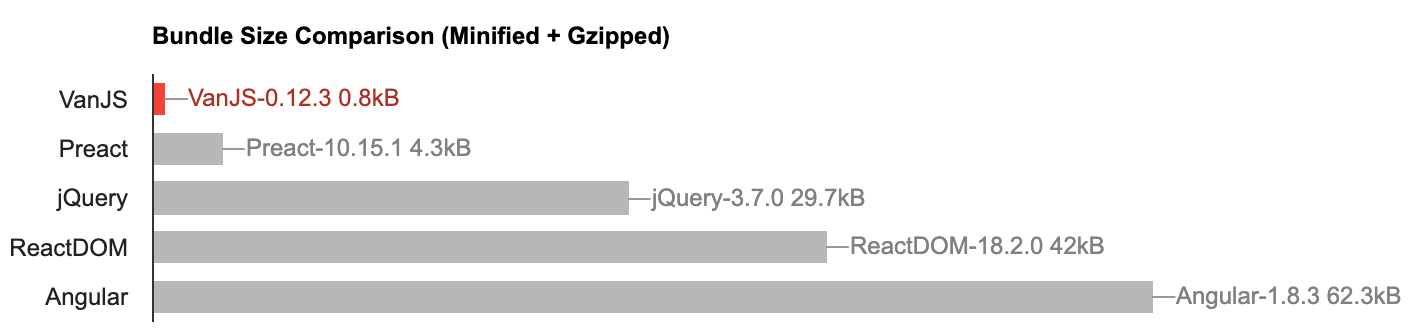 Bundle Size Comparison (Minified + Gzipped)
VanJS VanJS-0.12.3 0.8kB
Preact Preact-10.15.1 4.3kB
jQuery jQuery-3.7.0 29.7kB
ReactDOM ReactDOM-18.2.0 42kB
Angular Angular-1.8.3 62.3kB